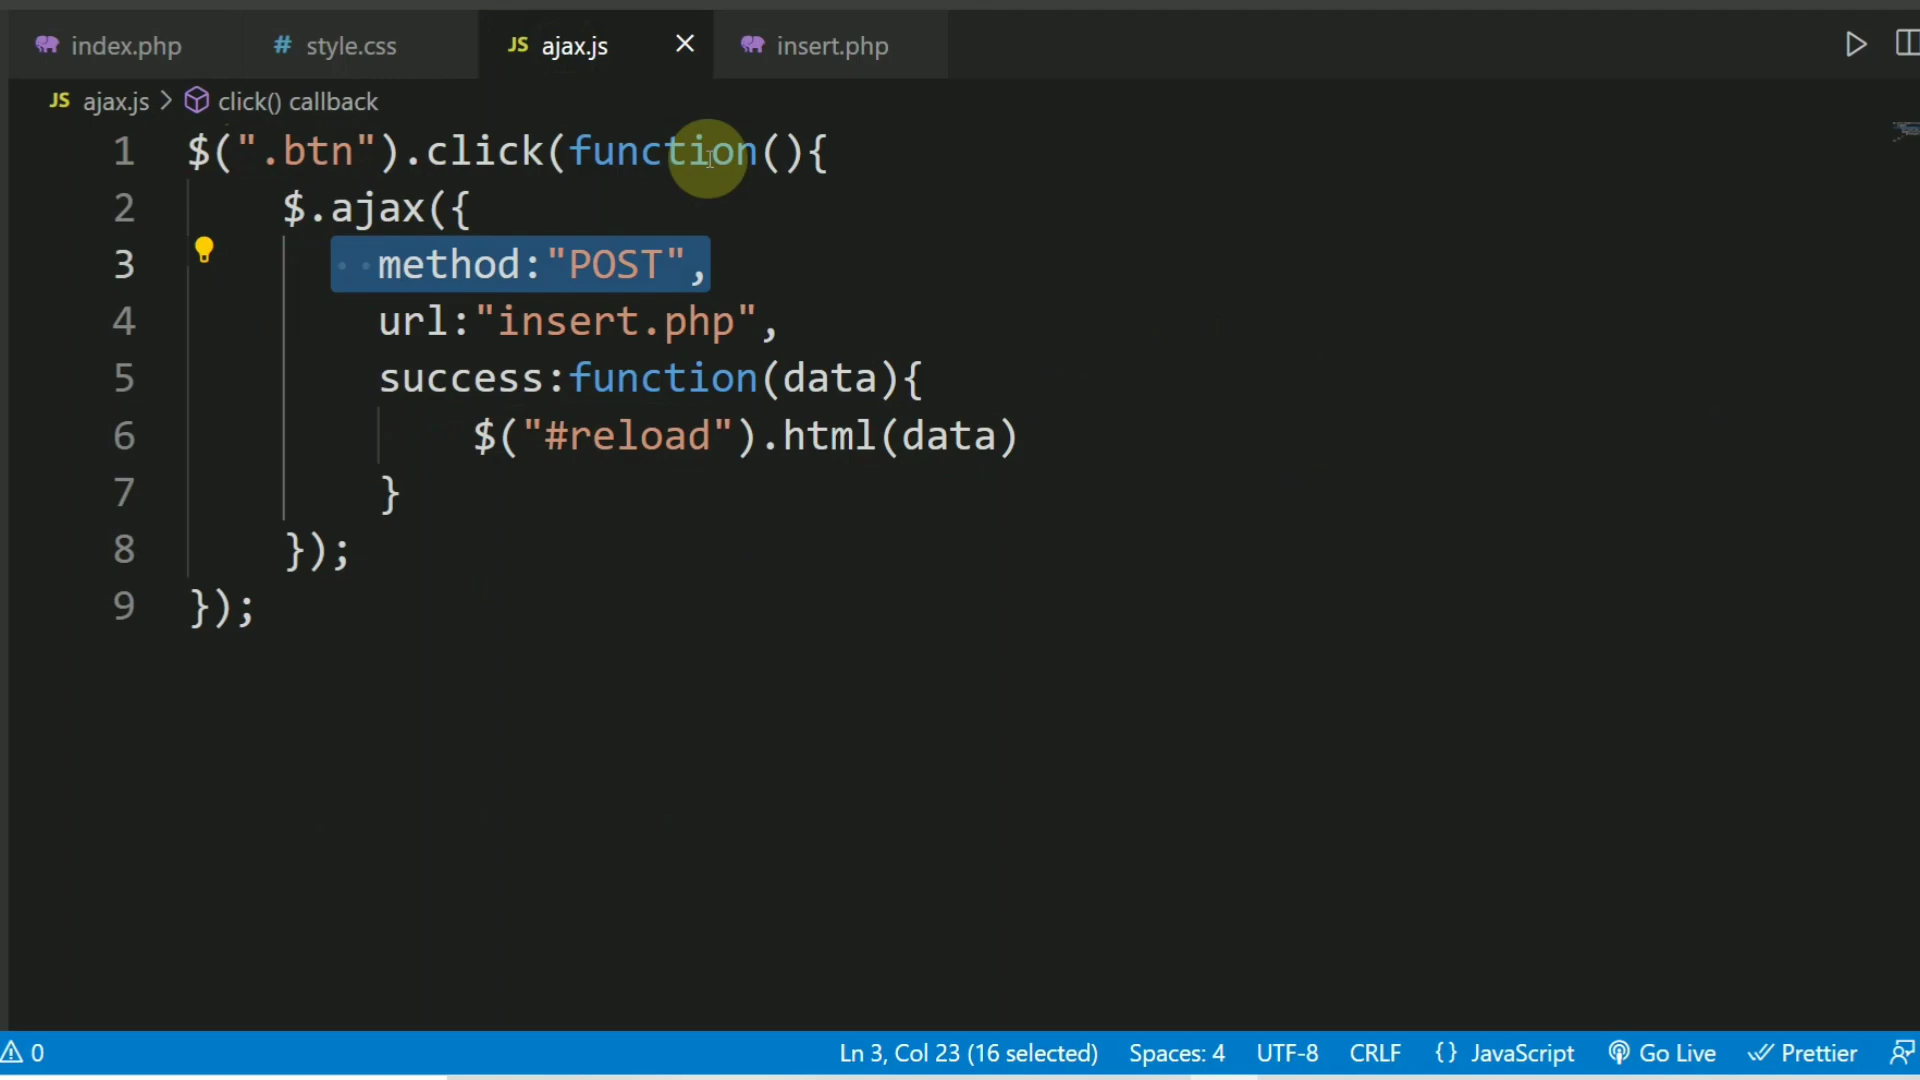 index.php
# style.css
JS ajax.js
insert.php
JS ajax.js > click() callback
1 $(".btn").click(function(){
2 $.ajax({
3 method:"POST",
4 url:"insert.php",
5 success:function(data){
6 $("#reload").html(data)
7 }
8 });
9 });
0 Ln 3, Col 23 (16 selected) Spaces: 4 UTF-8 CRLF {} JavaScript Go Live Prettier